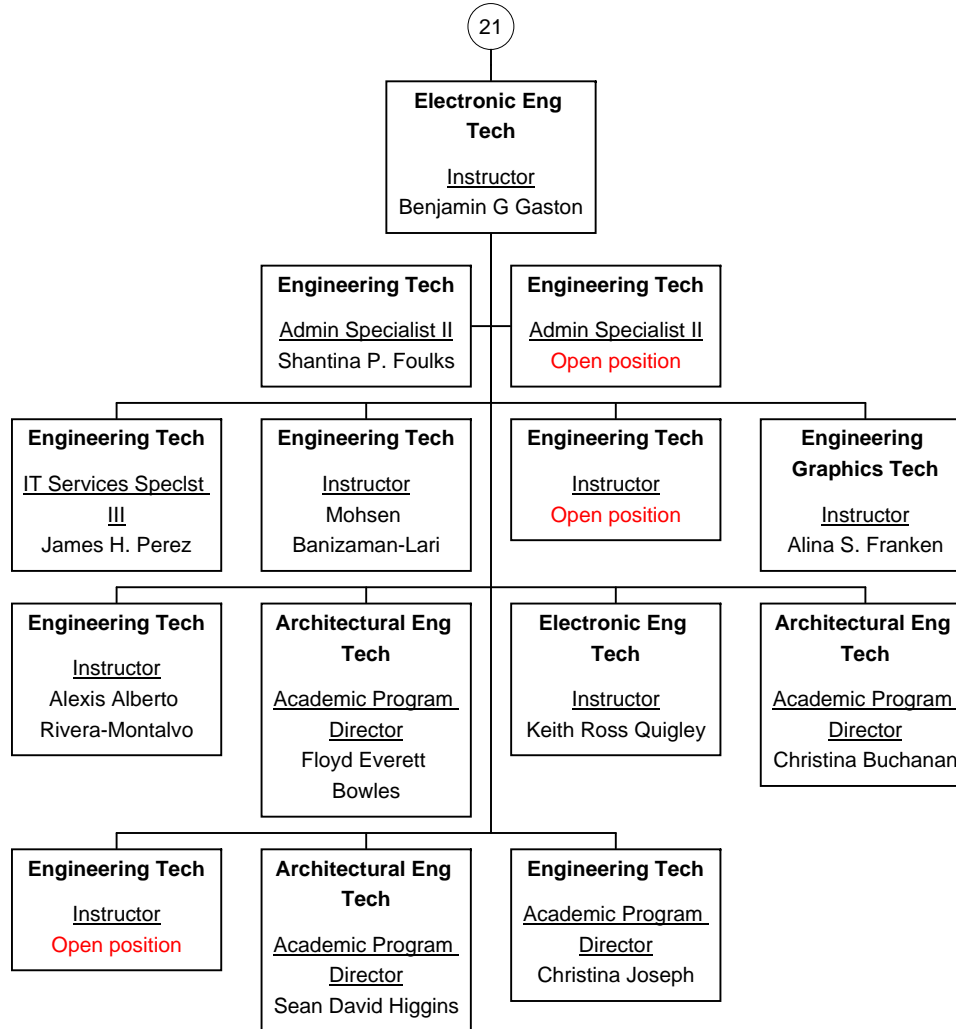 21
Electronic Eng
Tech
Instructor
Benjamin G Gaston
Engineering Tech
Admin Specialist II
Shantina P. Foulks
Engineering Tech
Admin Specialist II
Open position
Engineering Tech
IT Services Speclst
III
James H. Perez
Engineering Tech
Instructor
Mohsen
Banizaman-Lari
Engineering Tech
Instructor
Open position
Engineering
Graphics Tech
Instructor
Alina S. Franken
Engineering Tech
Instructor
Alexis Alberto
Rivera-Montalvo
Architectural Eng
Tech
Academic Program
Director
Floyd Everett
Bowles
Electronic Eng
Tech
Instructor
Keith Ross Quigley
Architectural Eng
Tech
Academic Program
Director
Christina Buchanan
Engineering Tech
Instructor
Open position
Architectural Eng
Tech
Academic Program
Director
Sean David Higgins
Engineering Tech
Academic Program
Director
Christina Joseph